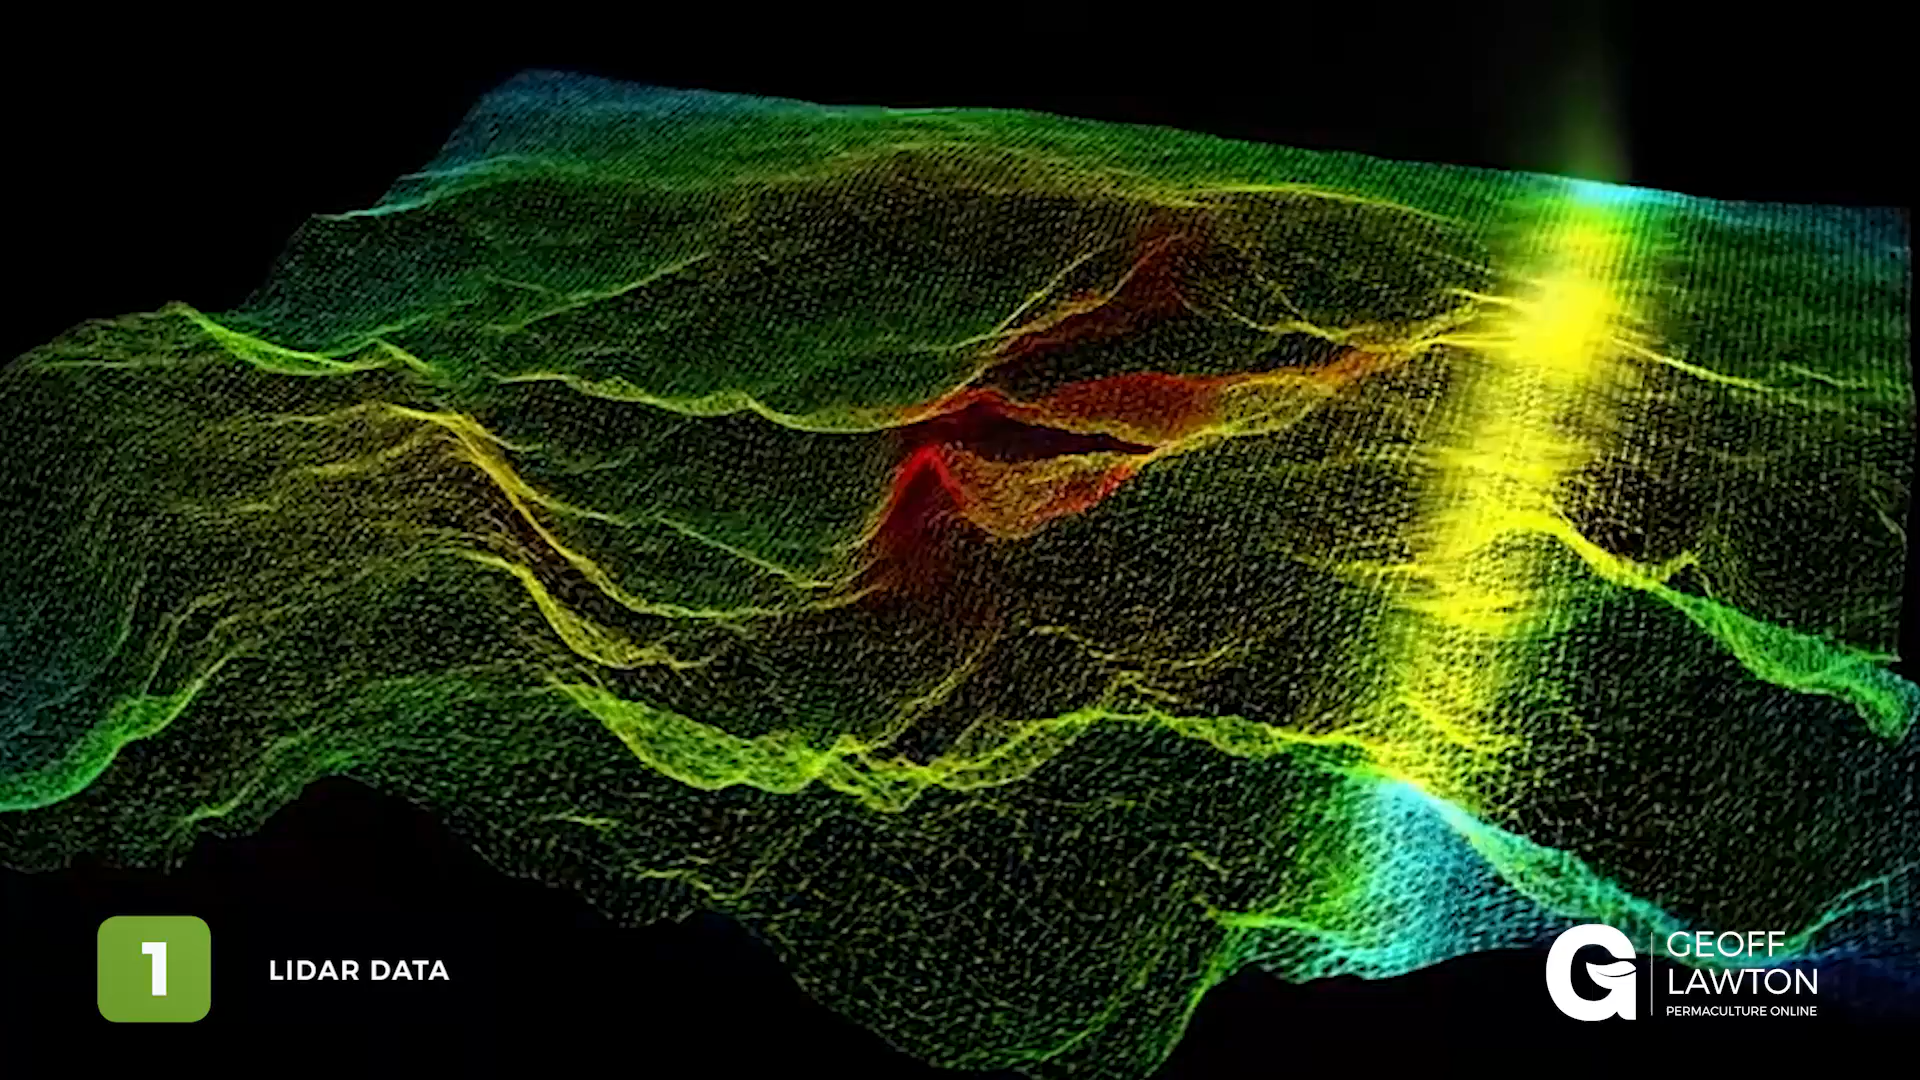 1
LIDAR DATA
GEOFF
LAWTON
PERMACULTURE ONLINE